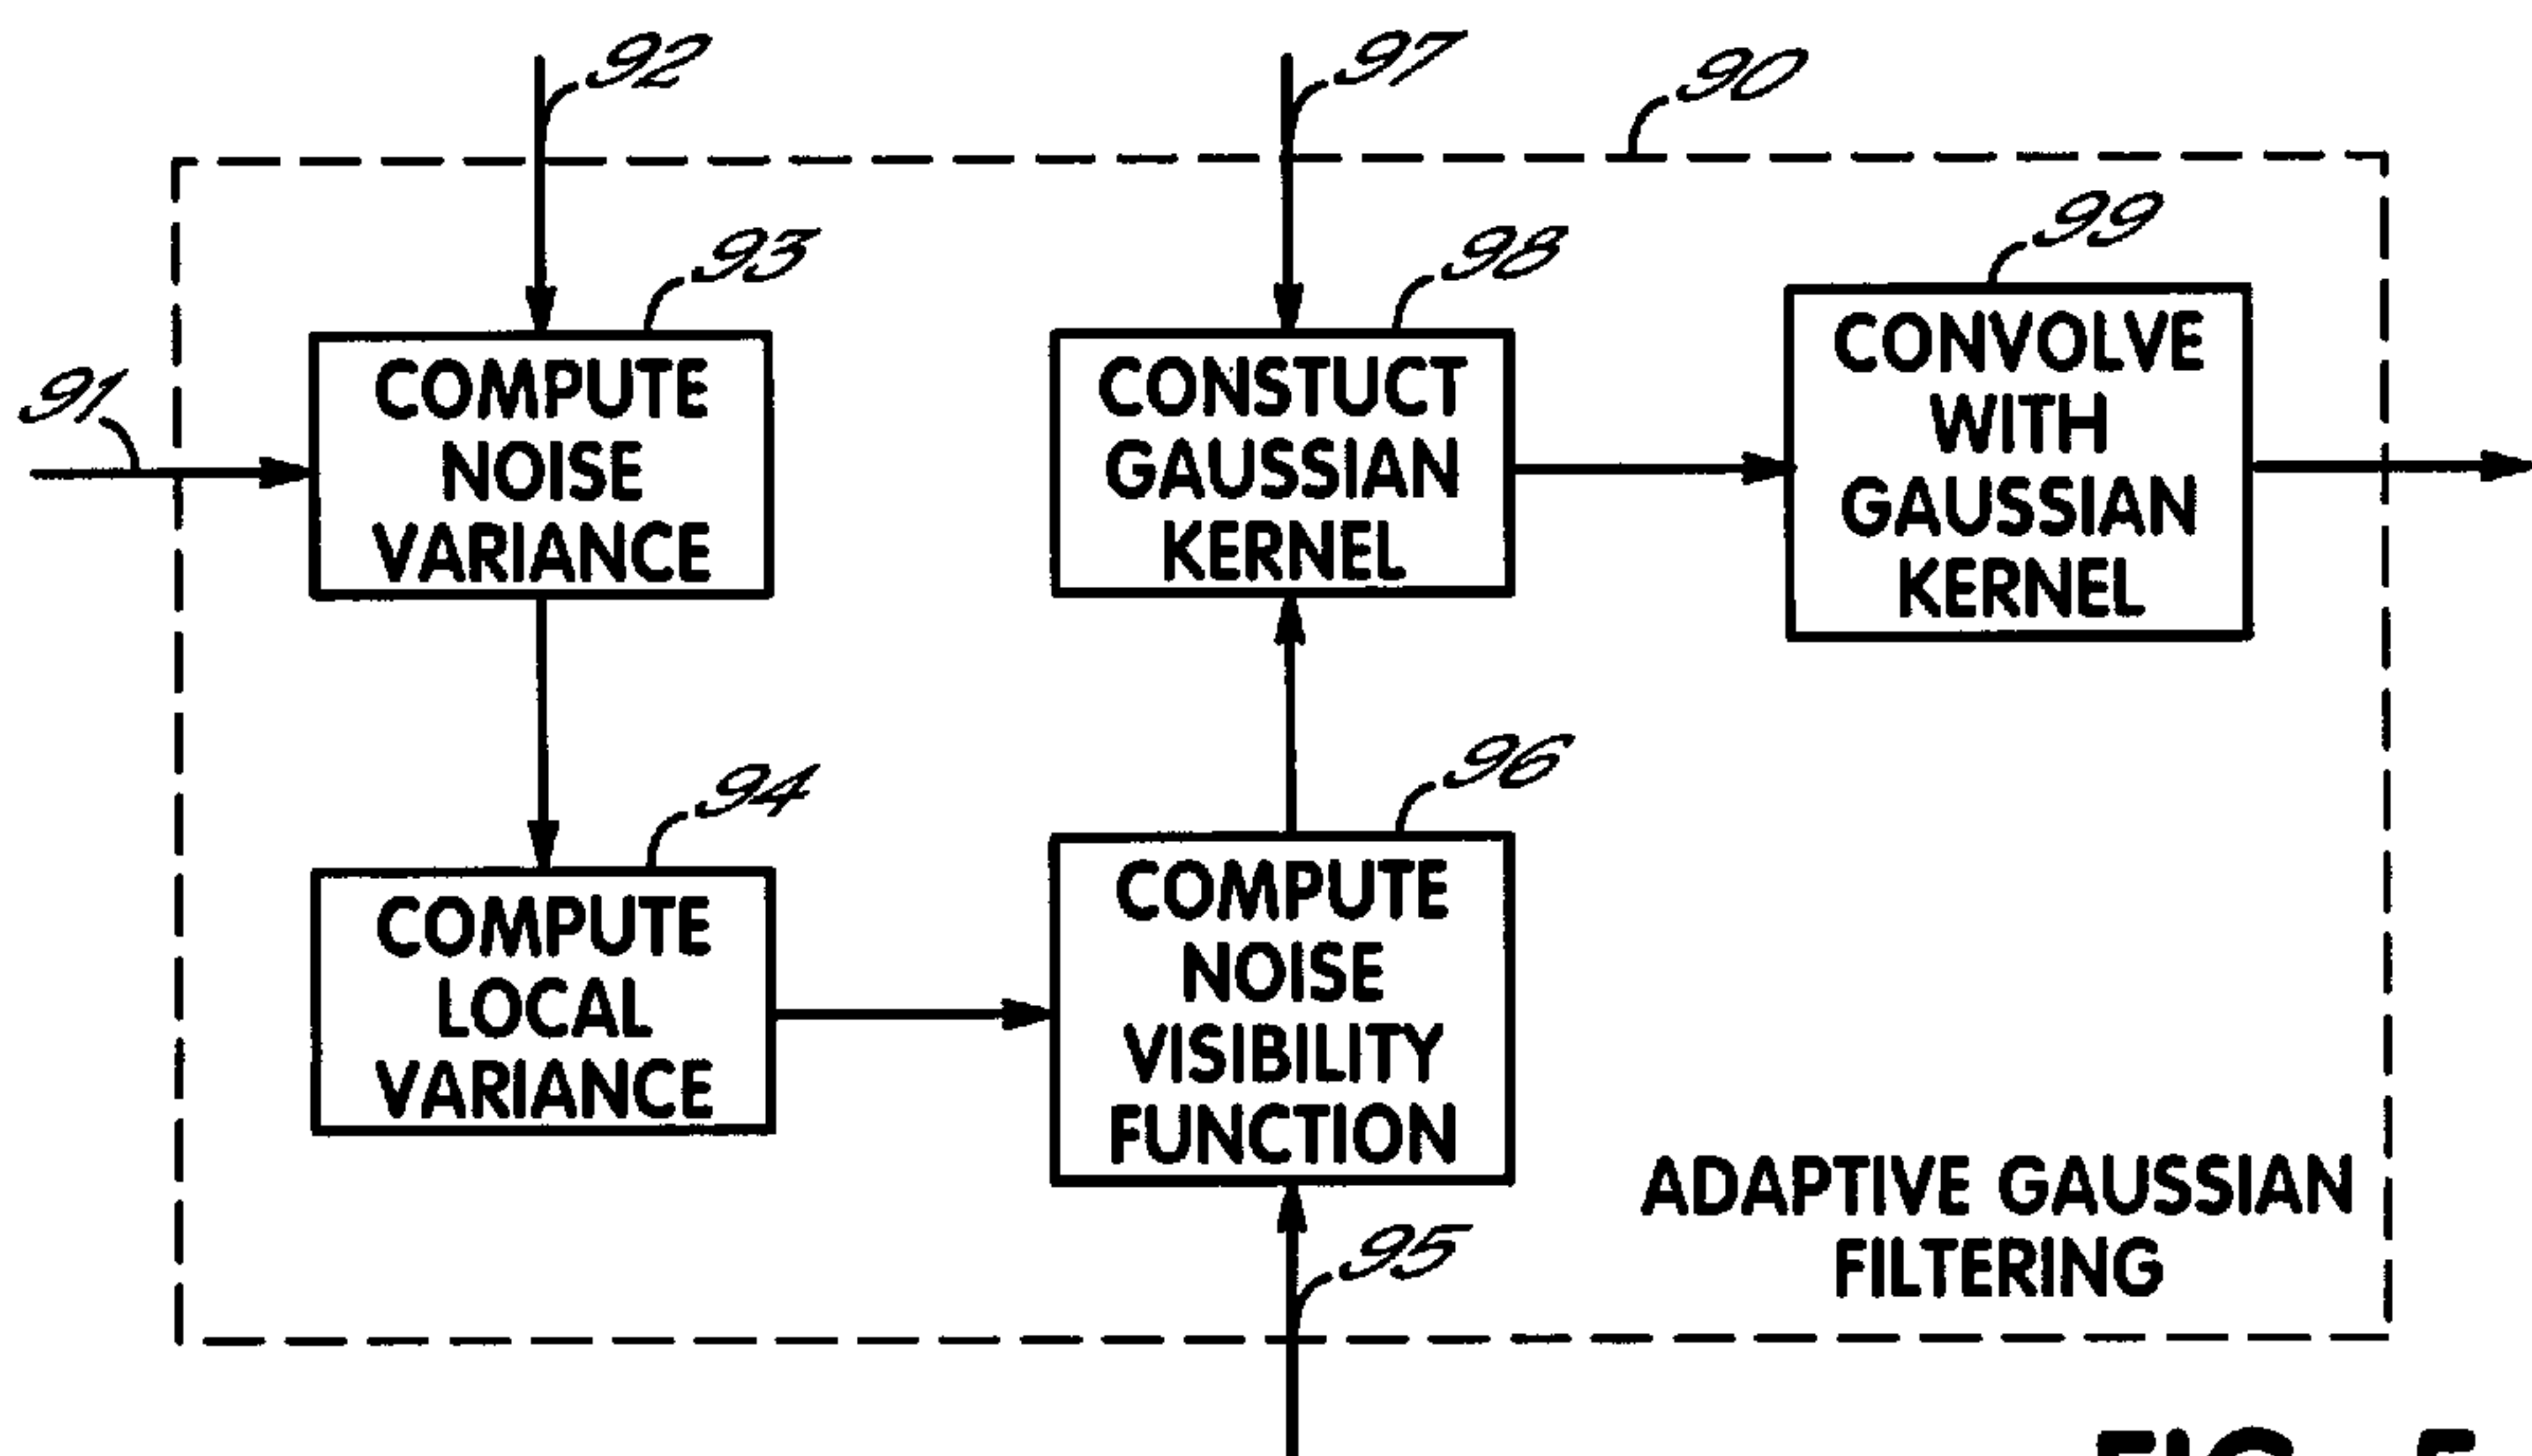 92
97
90
93
98
99
91
COMPUTE
NOISE
VARIANCE
CONSTUCT
GAUSSIAN
KERNEL
CONVOLVE
WITH
GAUSSIAN
KERNEL
94
96
COMPUTE
LOCAL
VARIANCE
COMPUTE
NOISE
VISIBILITY
FUNCTION
95
ADAPTIVE GAUSSIAN
FILTERING